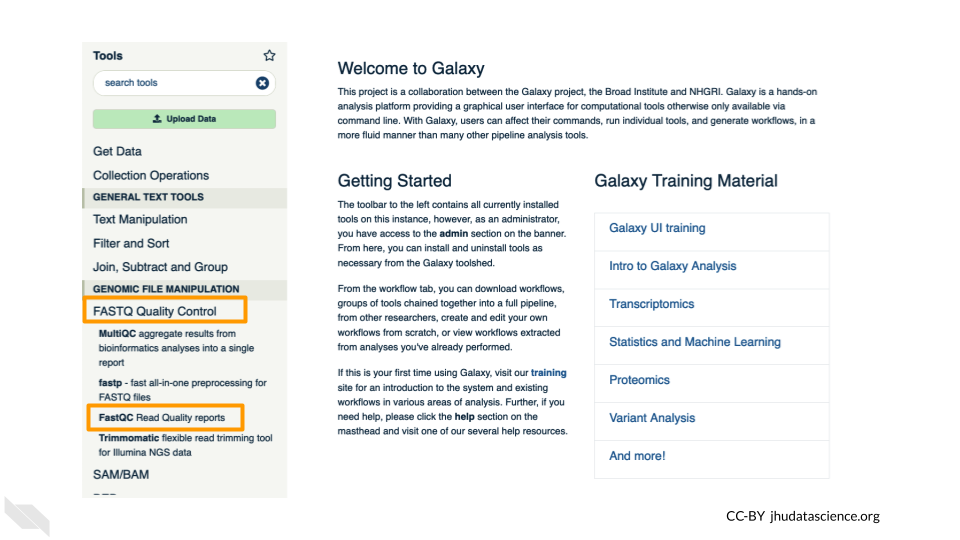 Tools
search tools
Upload Data
Get Data
Collection Operations
GENERAL TEXT TOOLS
Text Manipulation
Filter and Sort
Join, Subtract and Group
GENOMIC FILE MANIPULATION
FASTQ Quality Control
MultiQC aggregate results from
bioinformatics analyses into a single
report
fastp - fast all-in-one preprocessing for
FASTQ files
FastQC Read Quality reports
Trimmomatic flexible read trimming tool
for Illumina NGS data
SAM/BAM
Welcome to Galaxy
This project is a collaboration between the Galaxy project, the Broad Institute and NHGRI. Galaxy is a hands-on
analysis platform providing a graphical user interface for computational tools otherwise only available via
command line. With Galaxy, users can affect their commands, run individual tools, and generate workflows, in a
more fluid manner than many other pipeline analysis tools.
Getting Started
The toolbar to the left contains all currently installed
tools on this instance, however, as an administrator,
you have access to the admin section on the banner.
From here, you can install and uninstall tools as
necessary from the Galaxy toolshed.
From the workflow tab, you can download workflows,
groups of tools chained together into a full pipeline,
from other researchers, create and edit your own
workflows from scratch, or view workflows extracted
from analyses you've already performed.
If this is your first time using Galaxy, visit our training
site for an introduction to the system and existing
workflows in various areas of analysis. Further, if you
need help, please click the help section on the
masthead and visit one of our several help resources.
Galaxy Training Material
Galaxy UI training
Intro to Galaxy Analysis
Transcriptomics
Statistics and Machine Learning
Proteomics
Variant Analysis
And more!
CC-BY jhudatascience.org